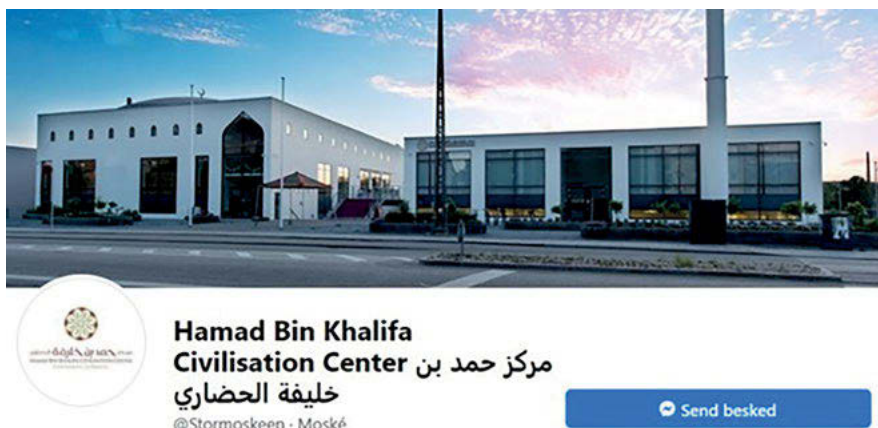 Hamad Bin Khalifa
Civilisation Center مركز حمد بن
خليفة الحضاري
@Stormoskeen · Moské
Send besked